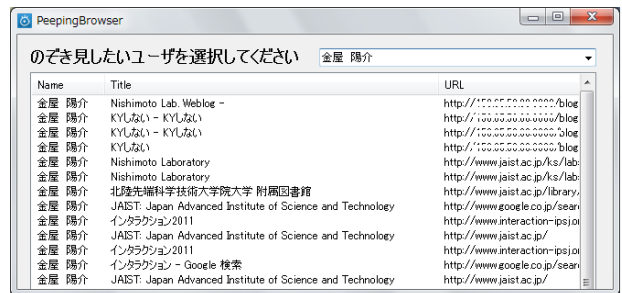 PeepingBrowser
のぞき見したいユーザを選択してください 金屋 陽介
Name Title URL
金屋 陽介 Nishimoto Lab. Weblog - http:// /blog
金屋 陽介 KYしない - KYしない http:// /blog
金屋 陽介 KYしない - KYしない http:// blog
金屋 陽介 KYしない http:// blog
金屋 陽介 Nishimoto Laboratory http://www.jaist.ac.jp/ks/lab
金屋 陽介 Nishimoto Laboratory http://www.jaist.ac.jp/ks/lab
金屋 陽介 北陸先端科学技術大学院大学 附属図書館 http://www.jaist.ac.jp/library
金屋 陽介 JAIST: Japan Advanced Institute of Science and Technology http://www.google.co.jp/sear
金屋 陽介 インタラクション2011 http://www.interaction-ipsj.o
金屋 陽介 JAIST: Japan Advanced Institute of Science and Technology http://www.jaist.ac.jp/
金屋 陽介 インタラクション2011 http://www.interaction-ipsj.o
金屋 陽介 インタラクション - Google 検索 http://www.google.co.jp/sear
金屋 陽介 JAIST: Japan Advanced Institute of Science and Technology http://www.jaist.ac.jp/